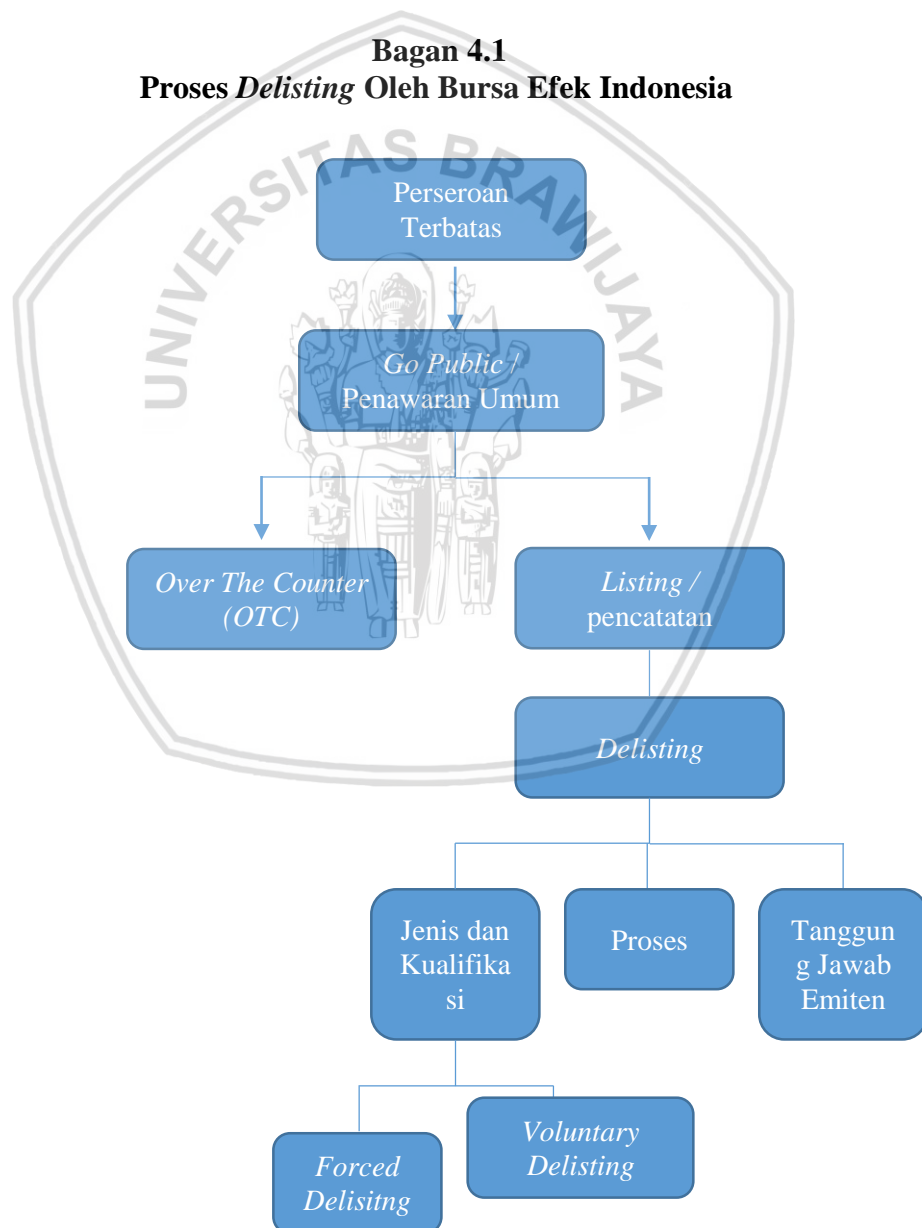 Bagan 4.1
Proses Delisting Oleh Bursa Efek Indonesia
UNIVERSITAS BRAWIJAYA
Perseroan
Terbatas
Go Public /
Penawaran Umum
Over The Counter
(OTC)
Listing /
pencatatan
Delisting
Jenis dan
Kualifika
si
Proses
Tanggun
g Jawab
Emiten
Forced
Delisitng
Voluntary
Delisting